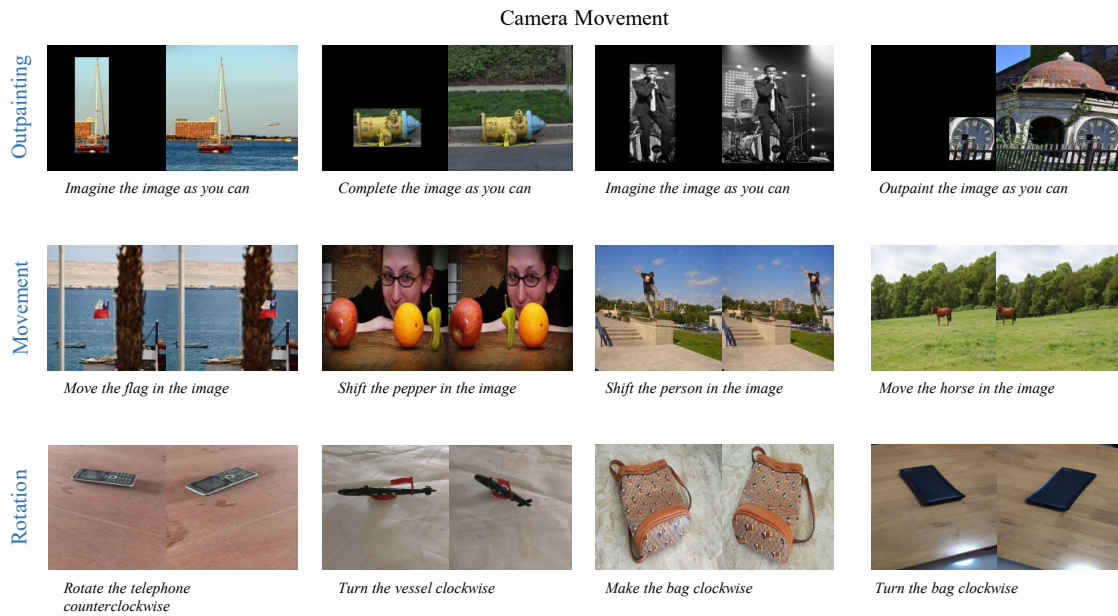 Camera Movement
Outpainting
Imagine the image as you can
Complete the image as you can
Imagine the image as you can
Outpaint the image as you can
Movement
Move the flag in the image
Shift the pepper in the image
Shift the person in the image
Move the horse in the image
Rotation
Rotate the telephone
counterclockwise
Turn the vessel clockwise
Make the bag clockwise
Turn the bag clockwise